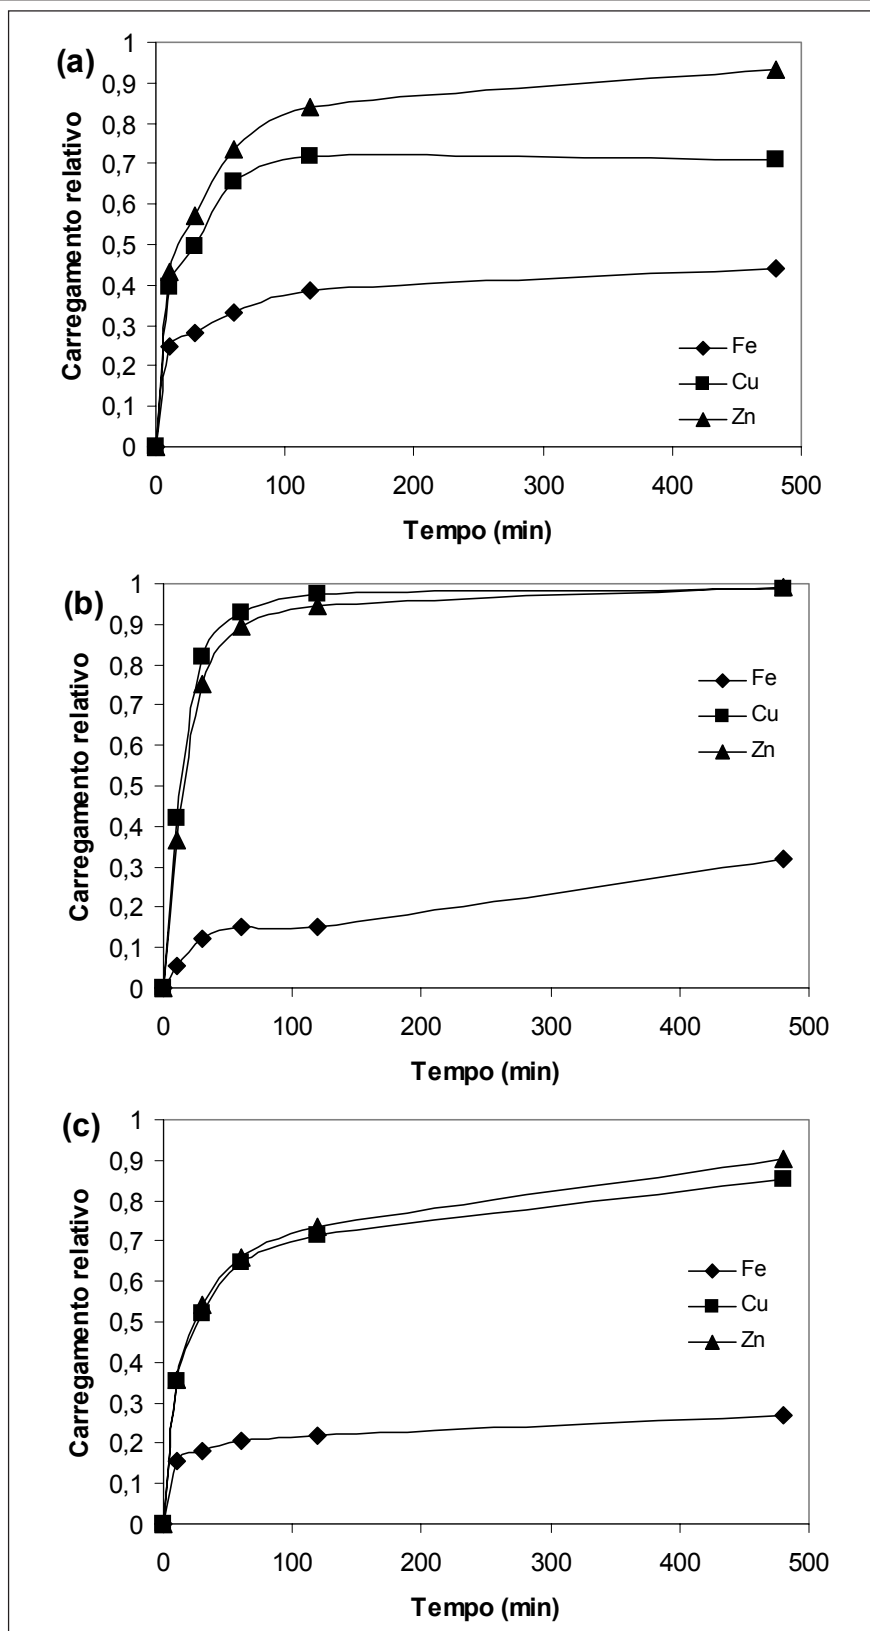 (a)
1
0,9
0,8
0,7
0,6
0,5
0,4
0,3
0,2
0,1
0
Carregamento relativo
Fe
Cu
Zn
0 100 200 300 400 500
Tempo (min)
(b)
1
0,9
0,8
0,7
0,6
0,5
0,4
0,3
0,2
0,1
0
Carregamento relativo
Fe
Cu
Zn
0 100 200 300 400 500
Tempo (min)
(c)
1
0,9
0,8
0,7
0,6
0,5
0,4
0,3
0,2
0,1
0
Carregamento relativo
Fe
Cu
Zn
0 100 200 300 400 500
Tempo (min)